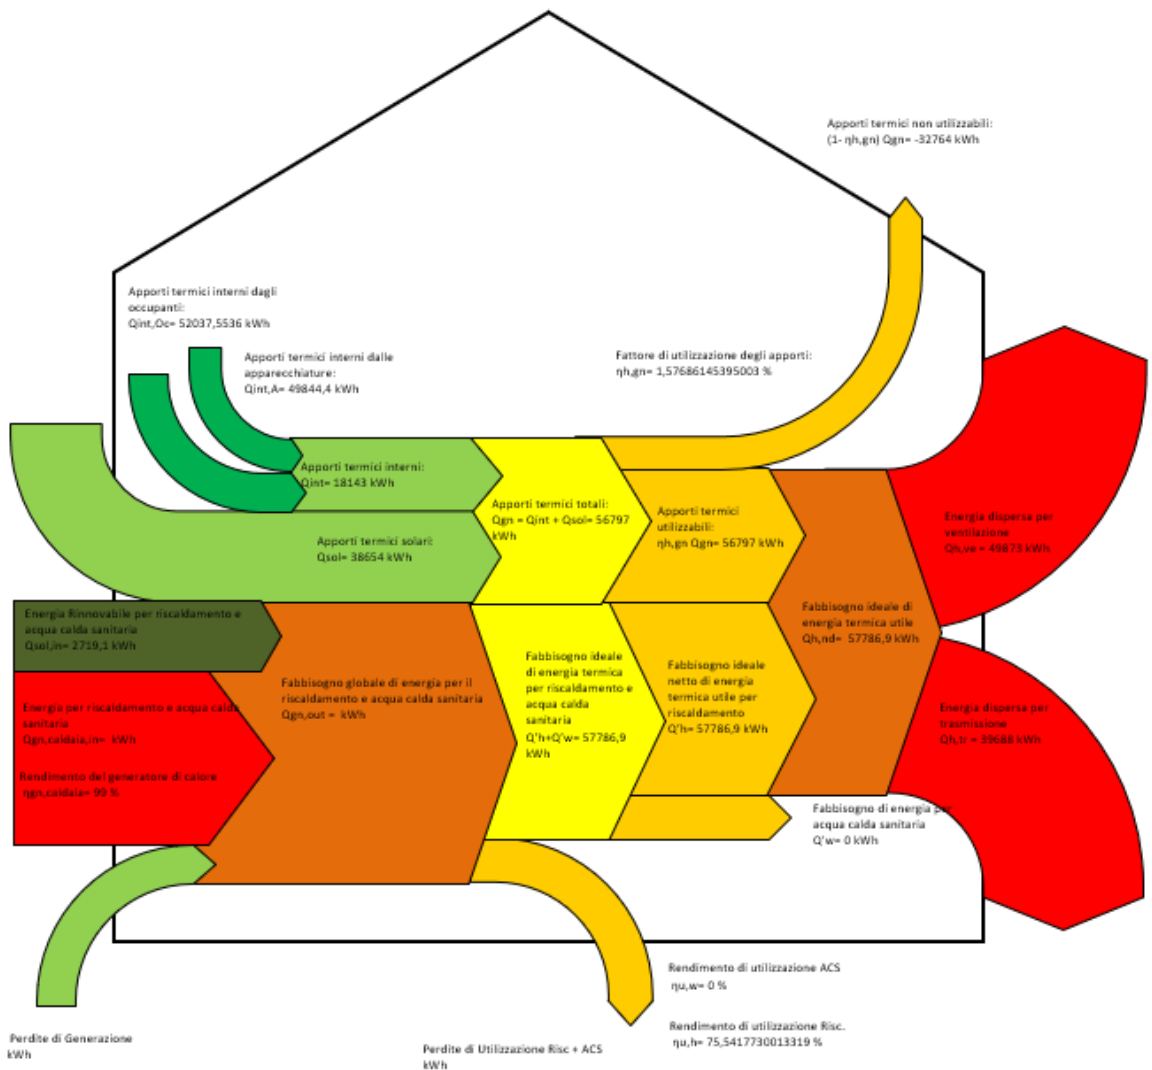 Apporti termici non utilizzabili:
(1- ηh,gn) Qgn= -32764 kWh
Apporti termici interni dagli
occupanti:
Qint,Oc= 52037,5536 kWh
Apporti termici interni dalle
apparecchiature:
Qint,A= 49844,4 kWh
Fattore di utilizzazione degli apporti:
ηh,gn= 1,57686145395003 %
Apporti termici interni:
Qint= 18143 kWh
Apporti termici totali:
Qgn = Qint + Qsol= 56797
kWh
Apporti termici
utilizzabili:
ηh,gn Qgn= 56797 kWh
Energia dispersa per
ventilazione
Qh,ve = 49873 kWh
Apporti termici solari:
Qsol= 38654 kWh
Energia Rinnovabile per riscaldamento e
acqua calda sanitaria
Qsol,in= 2719,1 kWh
Fabbisogno ideale di
energia termica utile
Qh,nd= 57786,9 kWh
Fabbisogno globale di energia per il
riscaldamento e acqua calda sanitaria
Qgn,out = kWh
Fabbisogno ideale
di energia termica
per riscaldamento e
acqua calda
sanitaria
Q'h+Q'w= 57786,9
kWh
Fabbisogno ideale
netto di energia
termica utile per
riscaldamento
Q'h= 57786,9 kWh
Energia per riscaldamento e acqua calda
sanitaria
Qgn,caldaia,in= kWh
Rendimento del generatore di calore
ηgn,caldaia= 99 %
Energia dispersa per
trasmissione
Qh,tr = 39688 kWh
Fabbisogno di energia per
acqua calda sanitaria
Q'w= 0 kWh
Rendimento di utilizzazione ACS
ηu,w= 0 %
Rendimento di utilizzazione Risc.
ηu,h= 75,5417730013319 %
Perdite di Generazione
kWh
Perdite di Utilizzazione Risc + ACS
kWh